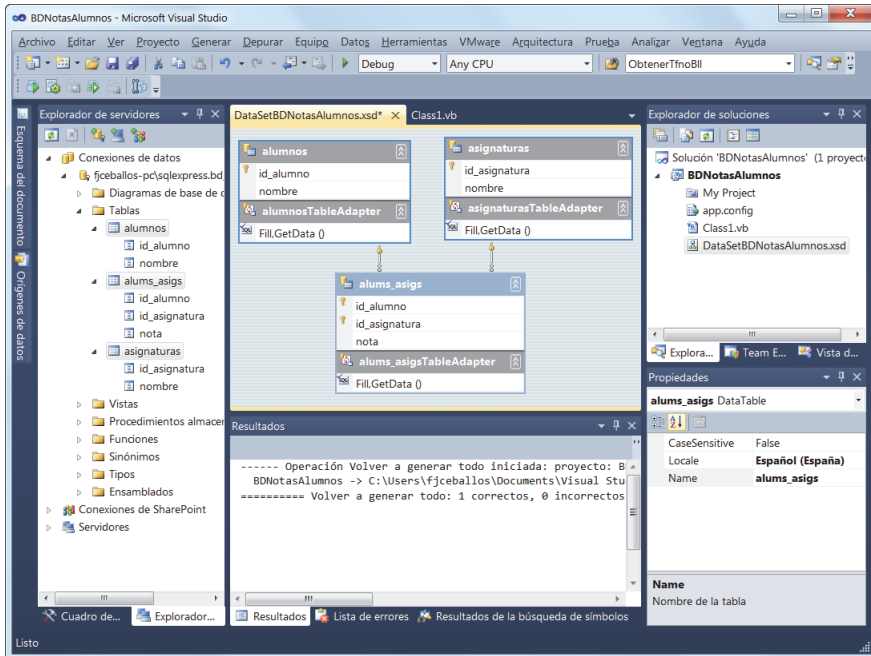 BDNotasAlumnos - Microsoft Visual Studio
Archivo Editar Ver Proyecto Generar Depurar Equipo Datos Herramientas VMware Arquitectura Prueba Analizar Ventana Ayuda
Debug Any CPU ObtenerTfnoBll
Esquema del documento
Orígenes de datos
Explorador de servidores
Conexiones de datos
fjceballos-pc\sqlexpress.bd_
Diagramas de base de d
Tablas
alumnos
id_alumno
nombre
alums_asigs
id_alumno
id_asignatura
nota
asignaturas
id_asignatura
nombre
Vistas
Procedimientos almacer
Funciones
Sinónimos
Tipos
Ensamblados
Conexiones de SharePoint
Servidores
Cuadro de... Explorador...
DataSetBDNotasAlumnos.xsd* Class1.vb
alumnos
id_alumno
nombre
alumnosTableAdapter
Fill,GetData ()
asignaturas
id_asignatura
nombre
asignaturasTableAdapter
Fill,GetData ()
alums_asigs
id_alumno
id_asignatura
nota
alums_asigsTableAdapter
Fill,GetData ()
Resultados
------ Operación Volver a generar todo iniciada: proyecto: B
BDNotasAlumnos -> C:\Users\fjceballos\Documents\Visual Stu
========== Volver a generar todo: 1 correctos, 0 incorrectos
Resultados Lista de errores Resultados de la búsqueda de símbolos
Explorador de soluciones
Solución 'BDNotasAlumnos' (1 proyect
BDNotasAlumnos
My Project
app.config
Class1.vb
DataSetBDNotasAlumnos.xsd
Explora... Team E... Vista d...
Propiedades
alums_asigs DataTable
CaseSensitive False
Locale Español (España)
Name alums_asigs
Name
Nombre de la tabla
Listo